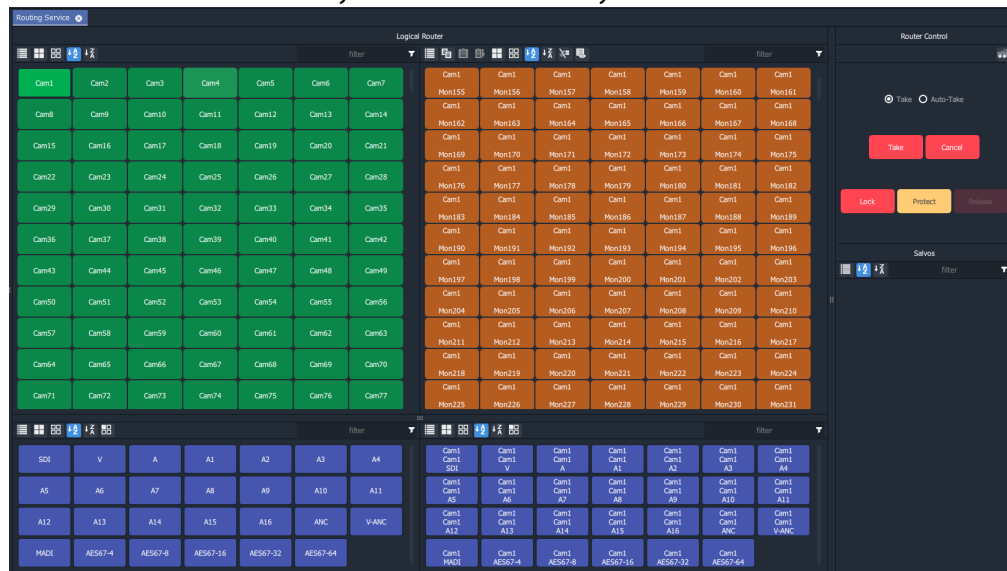 Routing Service
Logical Router
Router Control
filter
filter
Cam1 Cam2 Cam3 Cam4 Cam5 Cam6 Cam7
Cam8 Cam9 Cam10 Cam11 Cam12 Cam13 Cam14
Cam15 Cam16 Cam17 Cam18 Cam19 Cam20 Cam21
Cam22 Cam23 Cam24 Cam25 Cam26 Cam27 Cam28
Cam29 Cam30 Cam31 Cam32 Cam33 Cam34 Cam35
Cam36 Cam37 Cam38 Cam39 Cam40 Cam41 Cam42
Cam43 Cam44 Cam45 Cam46 Cam47 Cam48 Cam49
Cam50 Cam51 Cam52 Cam53 Cam54 Cam55 Cam56
Cam57 Cam58 Cam59 Cam60 Cam61 Cam62 Cam63
Cam64 Cam65 Cam66 Cam67 Cam68 Cam69 Cam70
Cam71 Cam72 Cam73 Cam74 Cam75 Cam76 Cam77
Cam1 Cam1 Cam1 Cam1 Cam1 Cam1 Cam1
Mon155 Mon156 Mon157 Mon158 Mon159 Mon160 Mon161
Cam1 Cam1 Cam1 Cam1 Cam1 Cam1 Cam1
Mon162 Mon163 Mon164 Mon165 Mon166 Mon167 Mon168
Cam1 Cam1 Cam1 Cam1 Cam1 Cam1 Cam1
Mon169 Mon170 Mon171 Mon172 Mon173 Mon174 Mon175
Cam1 Cam1 Cam1 Cam1 Cam1 Cam1 Cam1
Mon176 Mon177 Mon178 Mon179 Mon180 Mon181 Mon182
Cam1 Cam1 Cam1 Cam1 Cam1 Cam1 Cam1
Mon183 Mon184 Mon185 Mon186 Mon187 Mon188 Mon189
Cam1 Cam1 Cam1 Cam1 Cam1 Cam1 Cam1
Mon190 Mon191 Mon192 Mon193 Mon194 Mon195 Mon196
Cam1 Cam1 Cam1 Cam1 Cam1 Cam1 Cam1
Mon197 Mon198 Mon199 Mon200 Mon201 Mon202 Mon203
Cam1 Cam1 Cam1 Cam1 Cam1 Cam1 Cam1
Mon204 Mon205 Mon206 Mon207 Mon208 Mon209 Mon210
Cam1 Cam1 Cam1 Cam1 Cam1 Cam1 Cam1
Mon211 Mon212 Mon213 Mon214 Mon215 Mon216 Mon217
Cam1 Cam1 Cam1 Cam1 Cam1 Cam1 Cam1
Mon218 Mon219 Mon220 Mon221 Mon222 Mon223 Mon224
Cam1 Cam1 Cam1 Cam1 Cam1 Cam1 Cam1
Mon225 Mon226 Mon227 Mon228 Mon229 Mon230 Mon231
Take Auto-Take
Take Cancel
Lock Protect Release
Salvos
filter
filter
SDI V A A1 A2 A3 A4
A5 A6 A7 A8 A9 A10 A11
A12 A13 A14 A15 A16 ANC V-ANC
MADI AES67-4 AES67-8 AES67-16 AES67-32 AES67-64
filter
Cam1 Cam1 Cam1 Cam1 Cam1 Cam1 Cam1
Cam1 Cam1 Cam1 Cam1 Cam1 Cam1 Cam1
SDI V A A1 A2 A3 A4
Cam1 Cam1 Cam1 Cam1 Cam1 Cam1 Cam1
Cam1 Cam1 Cam1 Cam1 Cam1 Cam1 Cam1
A5 A6 A7 A8 A9 A10 A11
Cam1 Cam1 Cam1 Cam1 Cam1 Cam1 Cam1
Cam1 Cam1 Cam1 Cam1 Cam1 Cam1 Cam1
A12 A13 A14 A15 A16 ANC V-ANC
Cam1 Cam1 Cam1 Cam1 Cam1 Cam1
MADI AES67-4 AES67-8 AES67-16 AES67-32 AES67-64